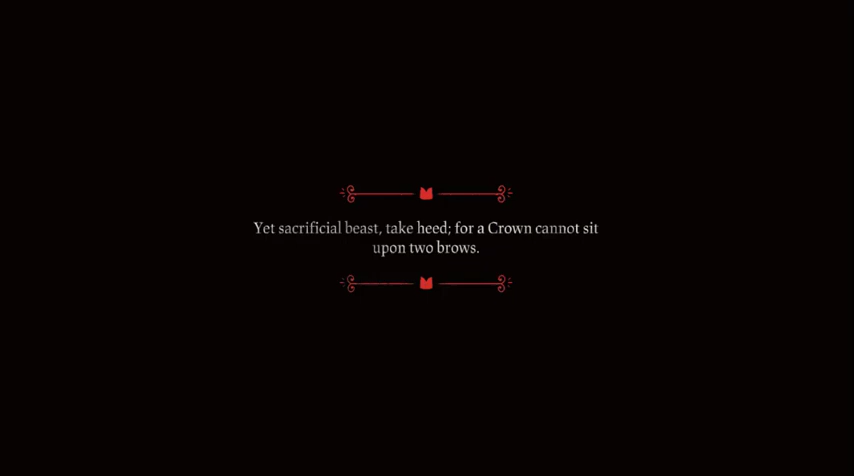 Yet sacrificial beast, take heed; for a Crown cannot sit
upon two brows.